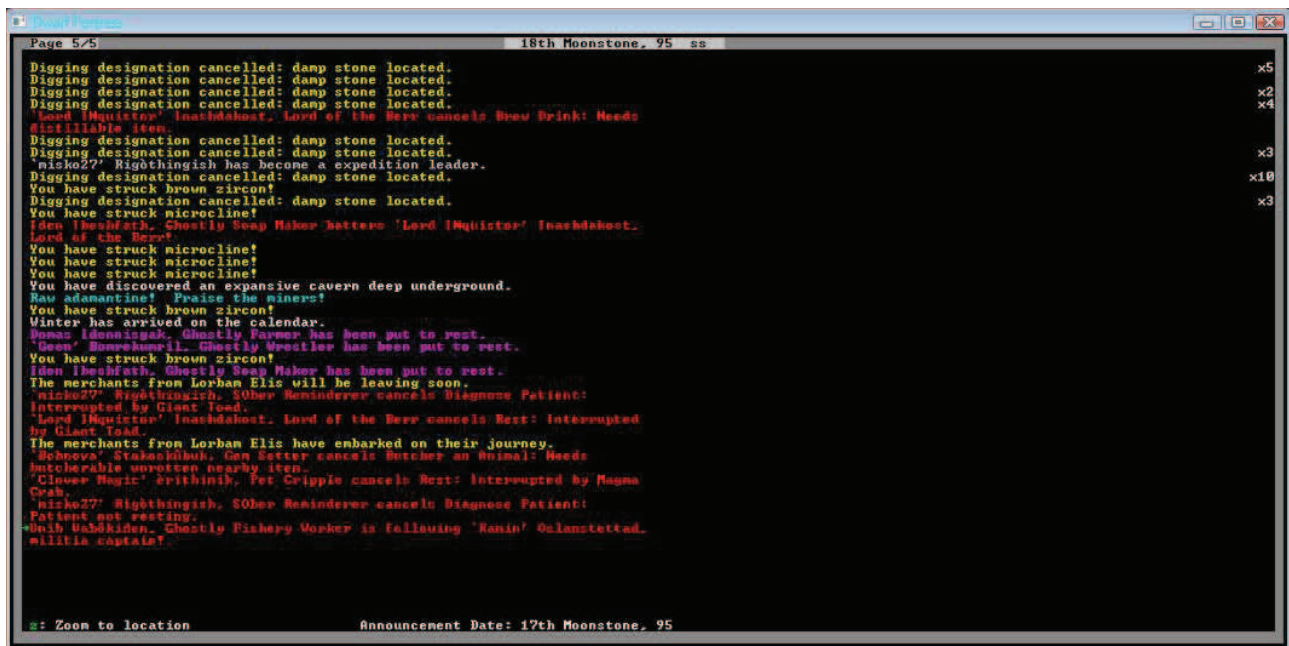 Dwarf Fortress
Page 5/5 18th Moonstone, 95 ss
Digging designation cancelled: damp stone located. x5
Digging designation cancelled: damp stone located.
Digging designation cancelled: damp stone located. x2
Digging designation cancelled: damp stone located. x4
'Lord INquistor' Inashdakost, Lord of the Berr cancels Brew Drink: Needs
distillable item.
Digging designation cancelled: damp stone located.
Digging designation cancelled: damp stone located. x3
'misko27' Rigòthingish has become a expedition leader.
Digging designation cancelled: damp stone located. x10
You have struck brown zircon!
Digging designation cancelled: damp stone located. x3
You have struck microcline!
Iden Ibeshfath, Ghostly Soap Maker batters 'Lord INquistor' Inashdakost,
Lord of the Berr!
You have struck microcline!
You have struck microcline!
You have struck microcline!
You have discovered an expansive cavern deep underground.
Raw adamantine! Praise the miners!
You have struck brown zircon!
Winter has arrived on the calendar.
Domas Idennisgak, Ghostly Farmer has been put to rest.
'Geen' Bomrekumril, Ghostly Wrestler has been put to rest.
You have struck brown zircon!
Iden Ibeshfath, Ghostly Soap Maker has been put to rest.
The merchants from Lorbam Elis will be leaving soon.
'misko27' Rigòthingish, SOber Reminderer cancels Diagnose Patient:
Interrupted by Giant Toad.
'Lord INquistor' Inashdakost, Lord of the Berr cancels Rest: Interrupted
by Giant Toad.
The merchants from Lorbam Elis have embarked on their journey.
Gem Setter cancels Butcher an Animal: Needs
butcherable unrotten nearby item.
'Clover Magic' èrithinik, Pet Cripple cancels Rest: Interrupted by Magma
Crab.
'misko27' Rigòthingish, SOber Reminderer cancels Diagnose Patient:
Patient not resting.
Ghostly Fishery Worker is following 'Ranin' Oslanstettad,
militia captain!
z: Zoom to location Announcement Date: 17th Moonstone, 95